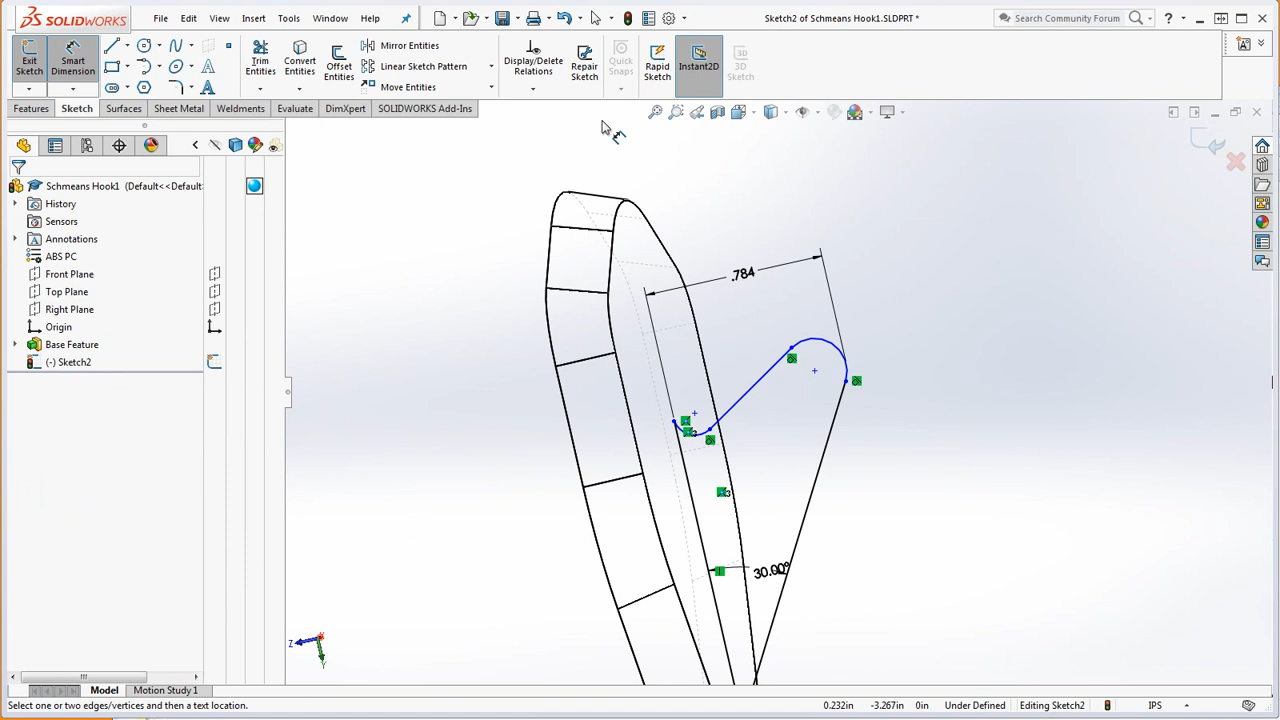 SOLIDWORKS
File Edit View Insert Tools Window Help
Sketch2 of Schmeans Hook1.SLDPRT *
Search Community Forum
Exit Sketch
Smart Dimension
Trim Entities
Convert Entities
Offset Entities
Mirror Entities
Linear Sketch Pattern
Move Entities
Display/Delete Relations
Repair Sketch
Quick Snaps
Rapid Sketch
Instant2D
3D Sketch
Features Sketch Surfaces Sheet Metal Weldments Evaluate DimXpert SOLIDWORKS Add-Ins
Schmeans Hook1 (Default<<Default
History
Sensors
Annotations
ABS PC
Front Plane
Top Plane
Right Plane
Origin
Base Feature
(-) Sketch2
.784
30.00°
Z
Y
Model Motion Study 1
Select one or two edges/vertices and then a text location.
0.232in -3.267in 0in Under Defined Editing Sketch2 IPS